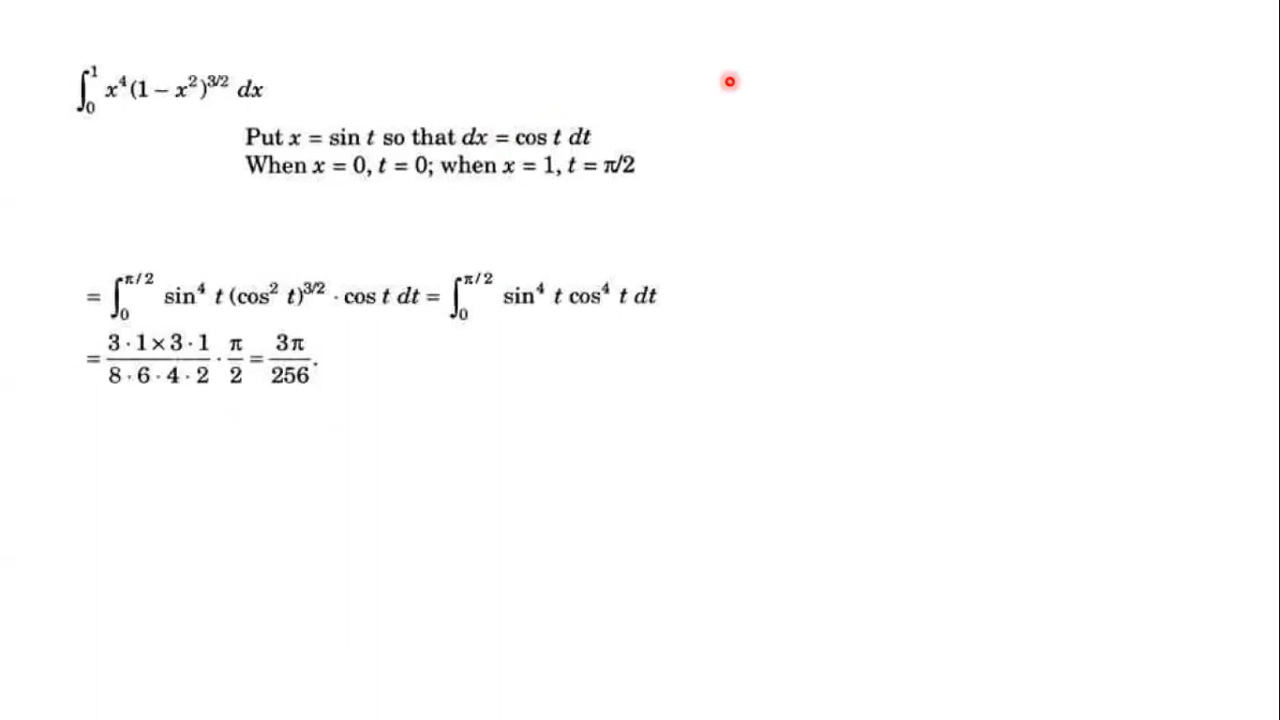 ∫₀¹ x⁴(1 – x²)^3/2 dx
Put x = sin t so that dx = cos t dt
When x = 0, t = 0; when x = 1, t = π/2
= ∫₀^π/2 sin⁴ t (cos² t)^3/2 · cos t dt = ∫₀^π/2 sin⁴ t cos⁴ t dt
= (3·1×3·1)/(8·6·4·2) · π/2 = 3π/256.